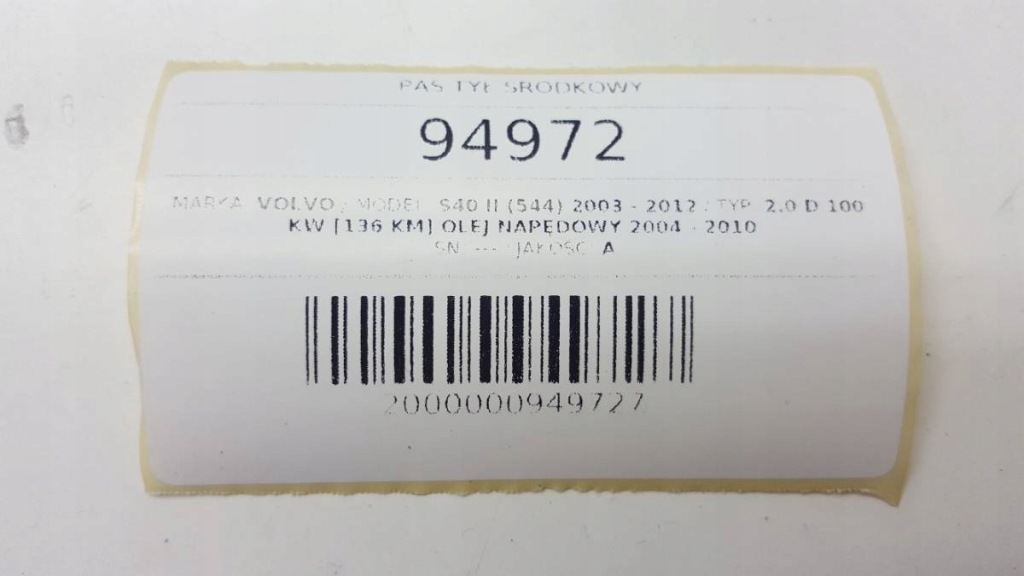 PAS TYŁ ŚRODKOWY
94972
MARKA: VOLVO / MODEL: S40 II (544) 2003 - 2012 / TYP: 2.0 D 100
KW [136 KM] OLEJ NAPĘDOWY 2004 - 2010
SN: --- / JAKOŚĆ: A
2000000949727